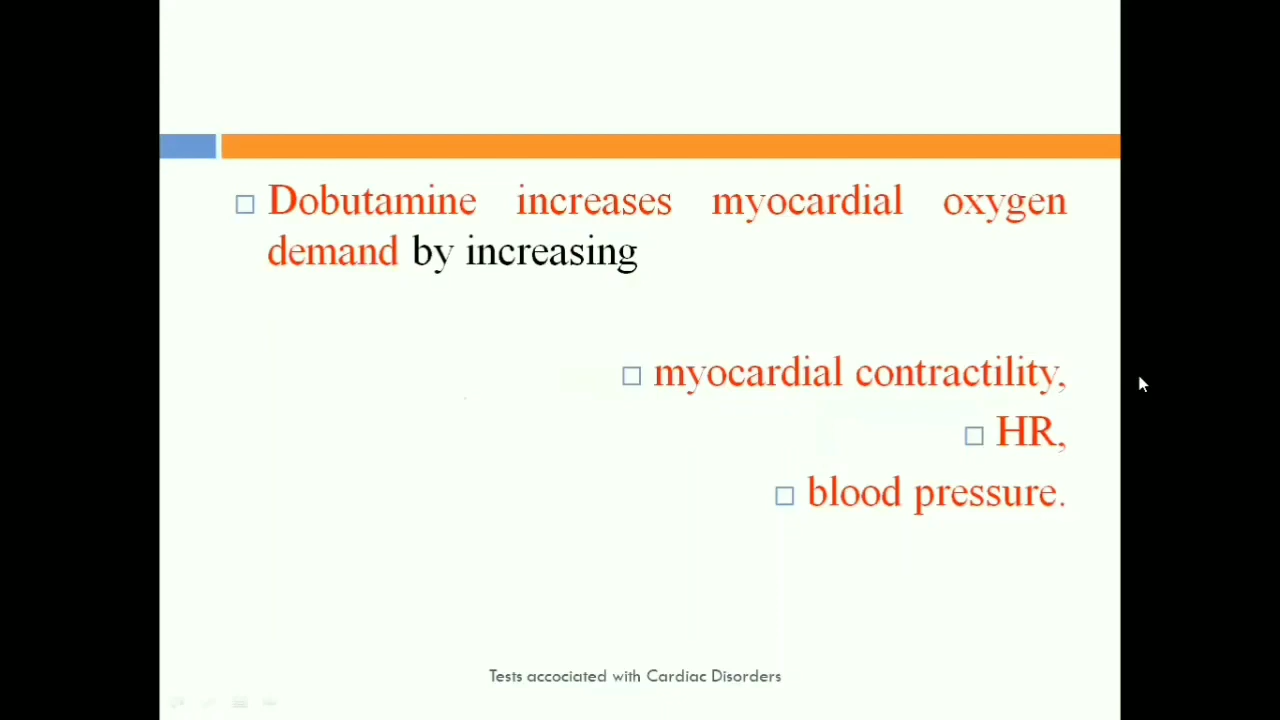 Dobutamine increases myocardial oxygen
demand by increasing
myocardial contractility,
HR,
blood pressure.
Tests accociated with Cardiac Disorders